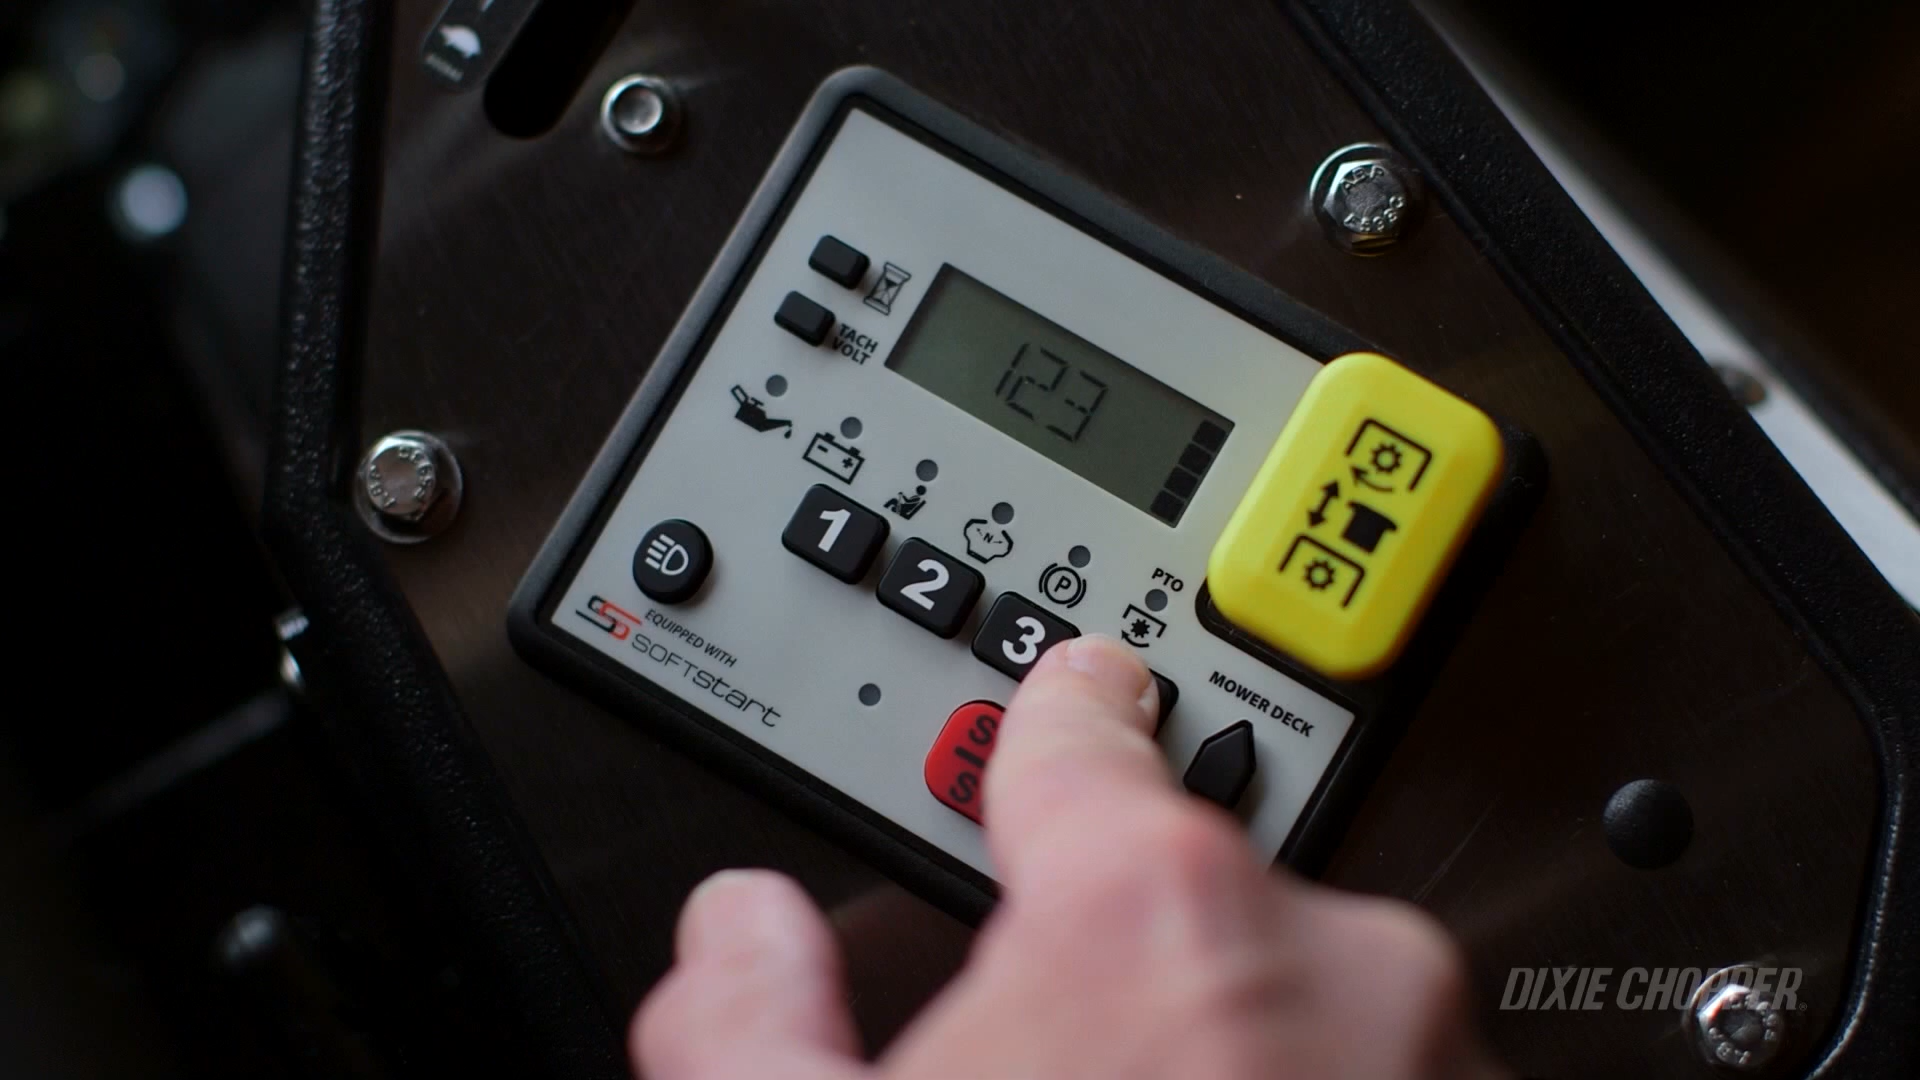 123
TACH
VOLT
N
P
PTO
1
2
3
EQUIPPED WITH
SOFTSTART
MOWER DECK
DIXIE CHOPPER